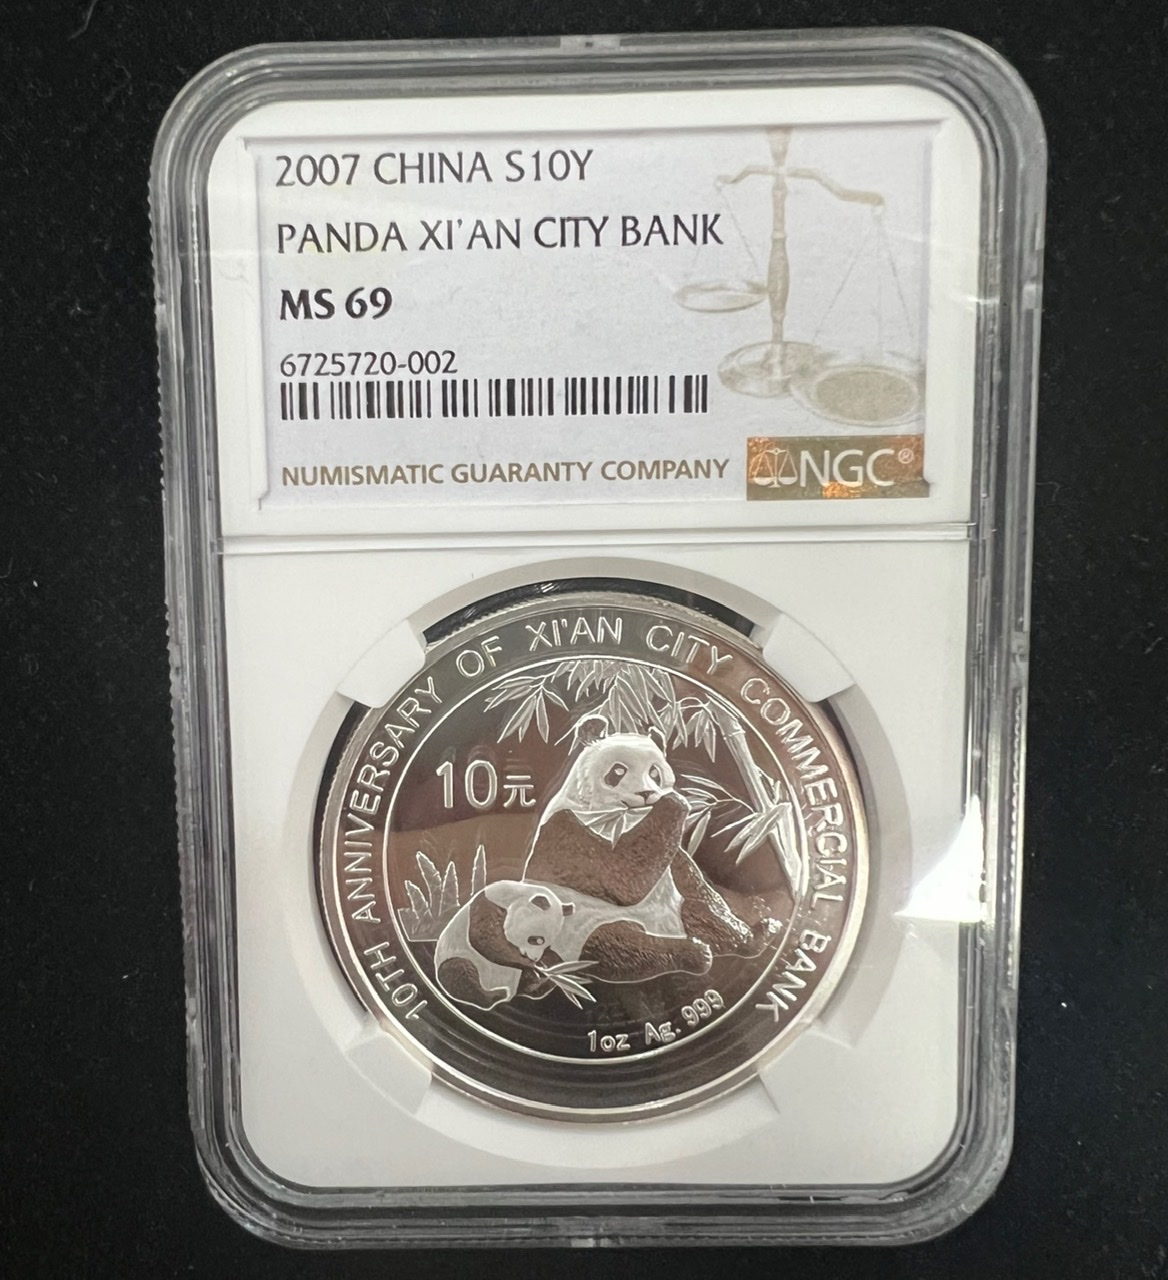 2007 CHINA S10Y
PANDA XI'AN CITY BANK
MS 69
6725720-002
NUMISMATIC GUARANTY COMPANY
NGC®
10TH ANNIVERSARY OF XI'AN CITY COMMERCIAL BANK
10元
1oz Ag.999